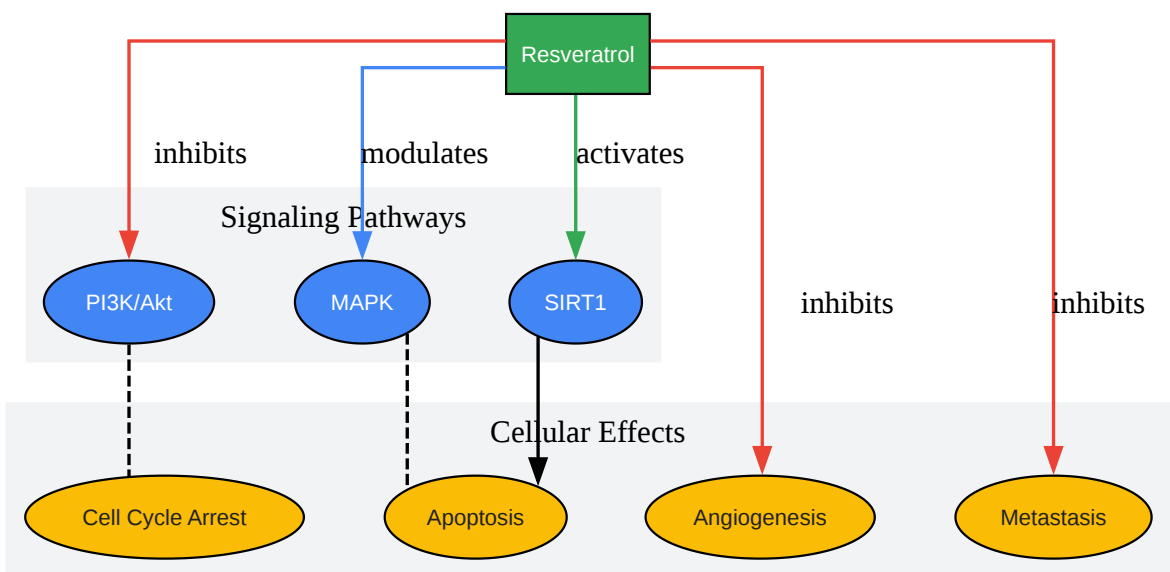 Resveratrol
inhibits
modulates
activates
Signaling Pathways
PI3K/Akt
MAPK
SIRT1
inhibits
inhibits
Cellular Effects
Cell Cycle Arrest
Apoptosis
Angiogenesis
Metastasis